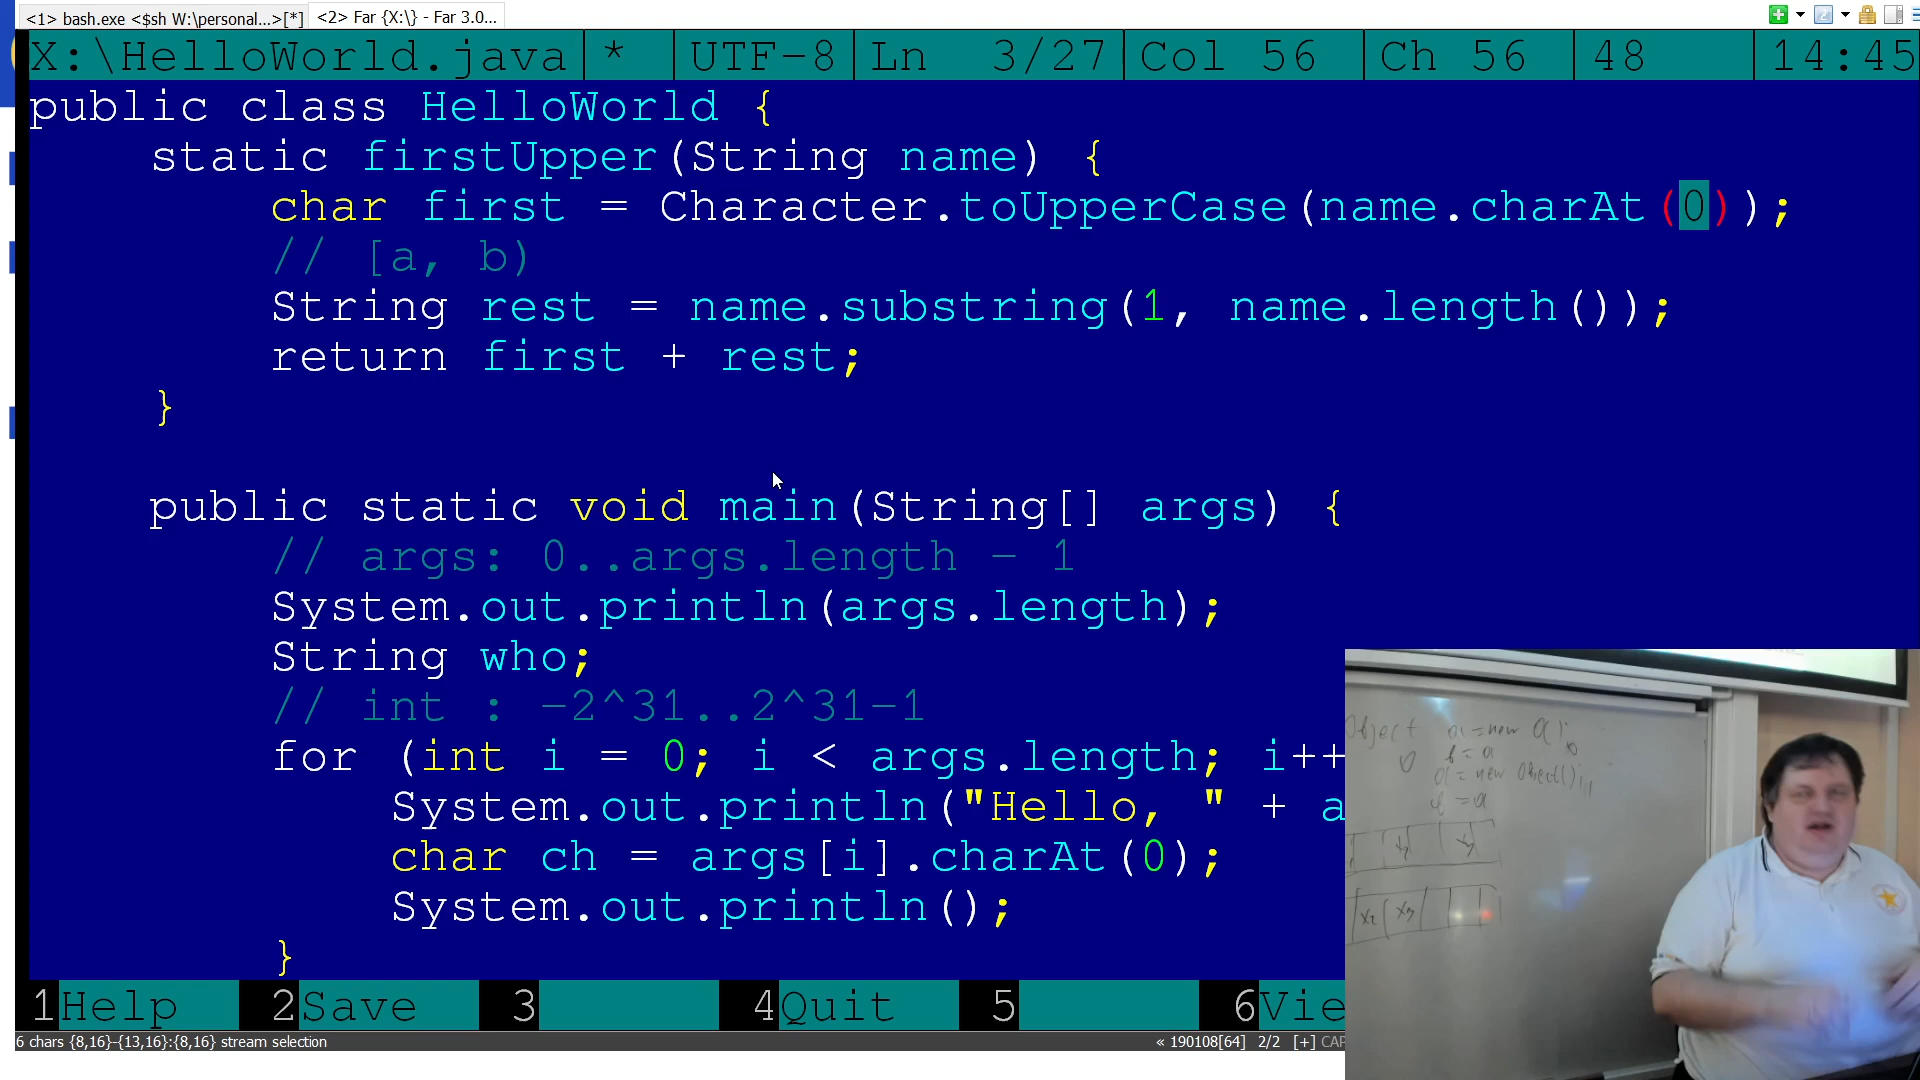 <1> bash.exe <$sh W:\personal...>[*]
<2> Far {X:\} - Far 3.0...
X:\HelloWorld.java * UTF-8 Ln 3/27 Col 56 Ch 56 48 14:45
public class HelloWorld {
static firstUpper(String name) {
char first = Character.toUpperCase(name.charAt(0));
// [a, b)
String rest = name.substring(1, name.length());
return first + rest;
}
public static void main(String[] args) {
// args: 0..args.length - 1
System.out.println(args.length);
String who;
// int : -2^31..2^31-1
for (int i = 0; i < args.length; i++
System.out.println("Hello, " + a
char ch = args[i].charAt(0);
System.out.println();
}
1Help 2Save 3 4Quit 5 6Vie
6 chars {8,16}-{13,16}:{8,16} stream selection
« 190108[64] 2/2 [+] CAP
Object a = new
b = a
a = new Object();
b = a